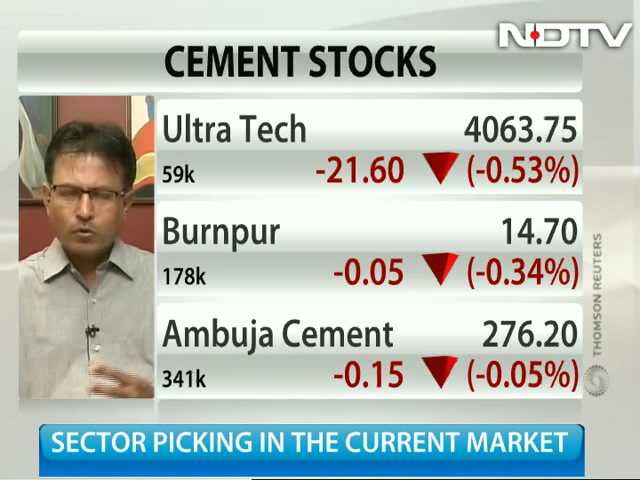 NDTV
CEMENT STOCKS
Ultra Tech 4063.75
59k -21.60 (-0.53%)
Burnpur 14.70
178k -0.05 (-0.34%)
Ambuja Cement 276.20
341k -0.15 (-0.05%)
THOMSON REUTERS
SECTOR PICKING IN THE CURRENT MARKET